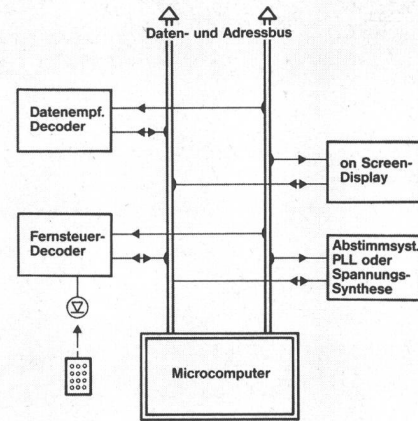 Daten- und Adressbus
Datenempf.
Decoder
on Screen-
Display
Fernsteuer-
Decoder
Abstimmsyst.
PLL oder
Spannungs-
Synthese
Microcomputer